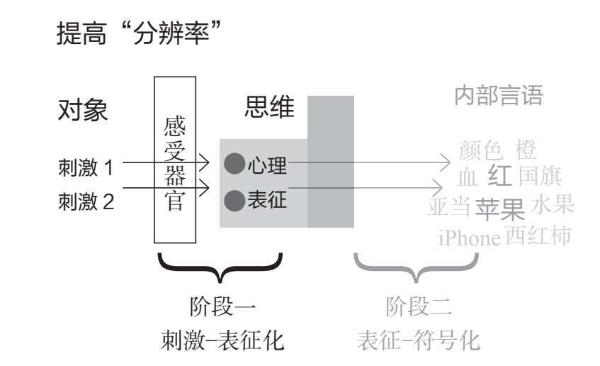 提高“分辨率”
对象
感受器官
思维
内部言语
刺激1
刺激2
心理
表征
颜色 橙
血 红 国旗
亚当 苹果 水果
iPhone 西红柿
阶段一
刺激-表征化
阶段二
表征-符号化